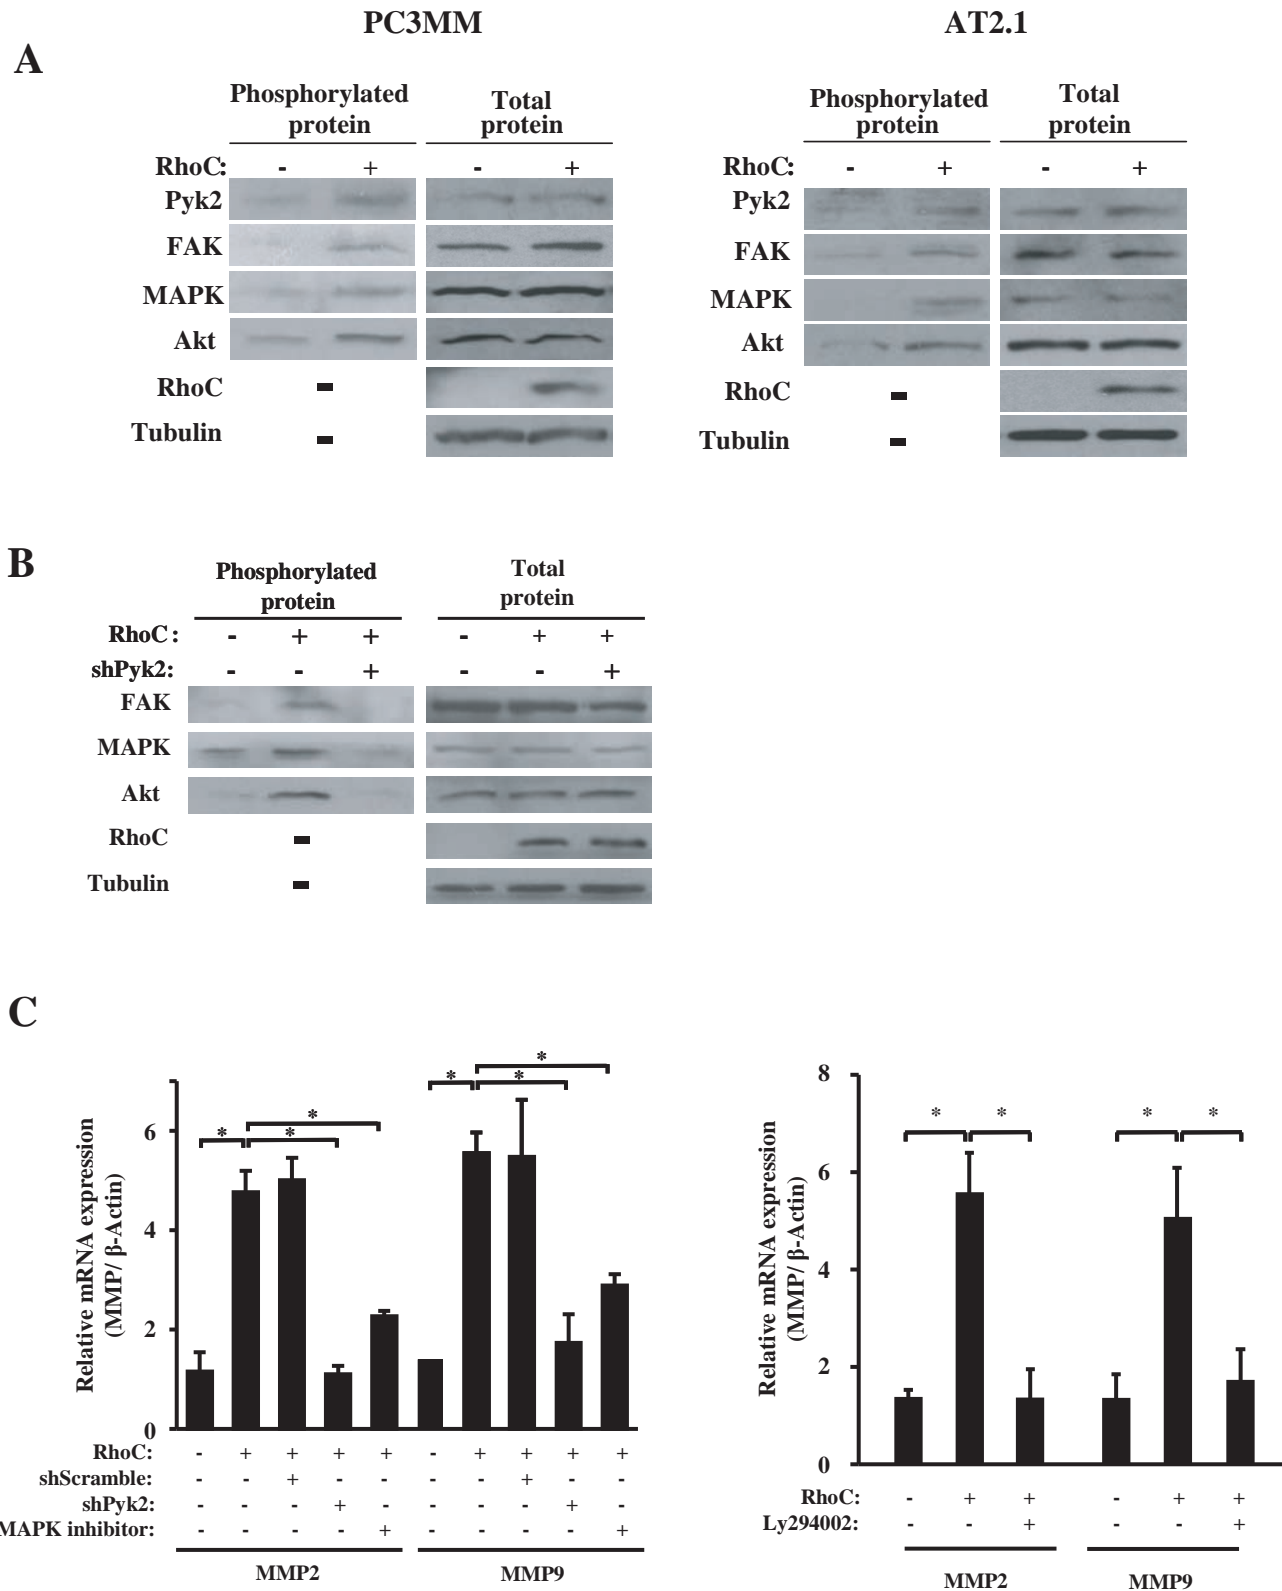 PC3MM AT2.1
A
Phosphorylated protein Total protein
RhoC: - + - +
Pyk2
FAK
MAPK
Akt
RhoC -
Tubulin -
Phosphorylated protein Total protein
RhoC: - + - +
Pyk2
FAK
MAPK
Akt
RhoC -
Tubulin -
B
Phosphorylated protein Total protein
RhoC: - + + - + +
shPyk2: - - + - - +
FAK
MAPK
Akt
RhoC -
Tubulin -
C
Relative mRNA expression
(MMP/ β-Actin)
6
4
2
0
* * * * * *
RhoC: - + + + + - + + + +
shScramble: - - + - - - - + - -
shPyk2: - - - + - - - - + -
MAPK inhibitor: - - - - + - - - - +
MMP2 MMP9
Relative mRNA expression
(MMP/ β-Actin)
8
6
4
2
0
* * * *
RhoC: - + + - + +
Ly294002: - - + - - +
MMP2 MMP9